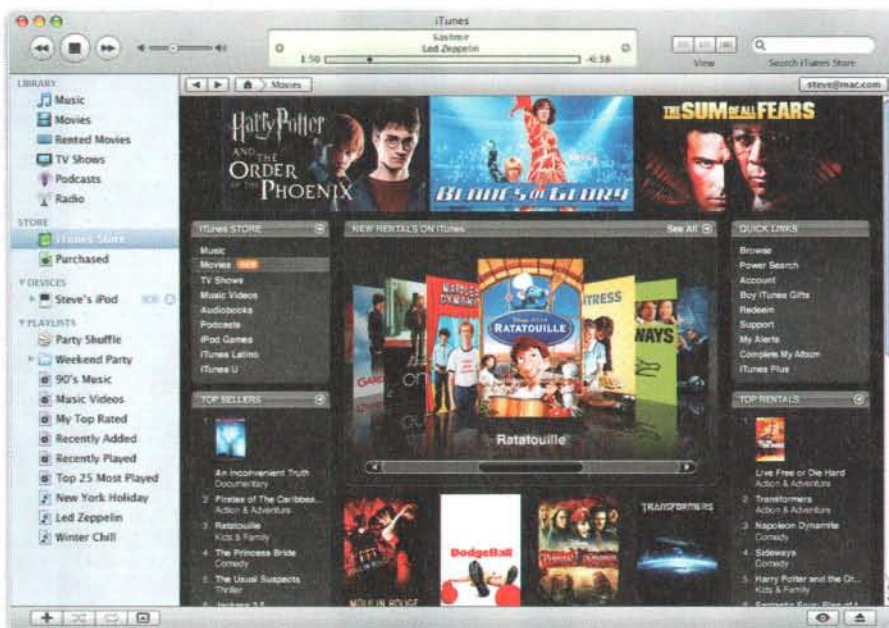 iTunes
Kashmir
Led Zeppelin
1:50
-6:38
View
Search iTunes Store
LIBRARY
Music
Movies
Rented Movies
TV Shows
Podcasts
Radio
STORE
iTunes Store
Purchased
DEVICES
Steve's iPod
PLAYLISTS
Party Shuffle
Weekend Party
90's Music
Music Videos
My Top Rated
Recently Added
Recently Played
Top 25 Most Played
New York Holiday
Led Zeppelin
Winter Chill
Movies
steve@mac.com
Harry Potter
AND THE
ORDER
OF THE
PHOENIX
BLADES OF GLORY
THE SUM OF ALL FEARS
iTunes STORE
Music
Movies
TV Shows
Music Videos
Audiobooks
Podcasts
iPod Games
iTunes Latino
iTunes U
TOP SELLERS
1
An Inconvenient Truth
Documentary
2 Pirates of The Caribbea...
Action & Adventure
3 Ratatouille
Kids & Family
4 The Princess Bride
Comedy
5 The Usual Suspects
Thriller
NEW RENTALS ON iTunes
See All
NAPOLEON
DYNAMITE
DISNEY PIXAR
RATATOUILLE
WAYS
Ratatouille
MOULIN ROUGE
DodgeBall
TRANSFORMERS
QUICK LINKS
Browse
Power Search
Account
Buy iTunes Gifts
Redeem
Support
My Alerts
Complete My Album
iTunes Plus
TOP RENTALS
1
Live Free or Die Hard
Action & Adventure
2 Transformers
Action & Adventure
3 Napoleon Dynamite
Comedy
4 Sideways
Comedy
5 Harry Potter and the Or...
Kids & Family